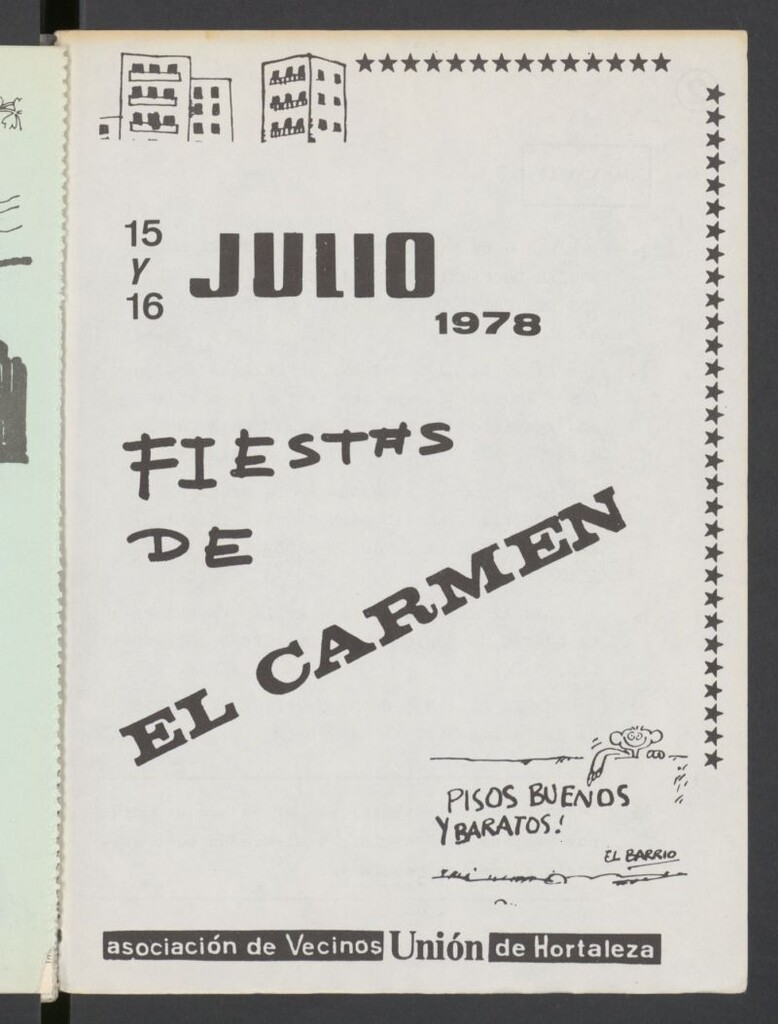 15
Y
16
JULIO
1978
FIESTAS
DE
EL CARMEN
PISOS BUENOS
Y BARATOS!
EL BARRIO
asociación de Vecinos Unión de Hortaleza